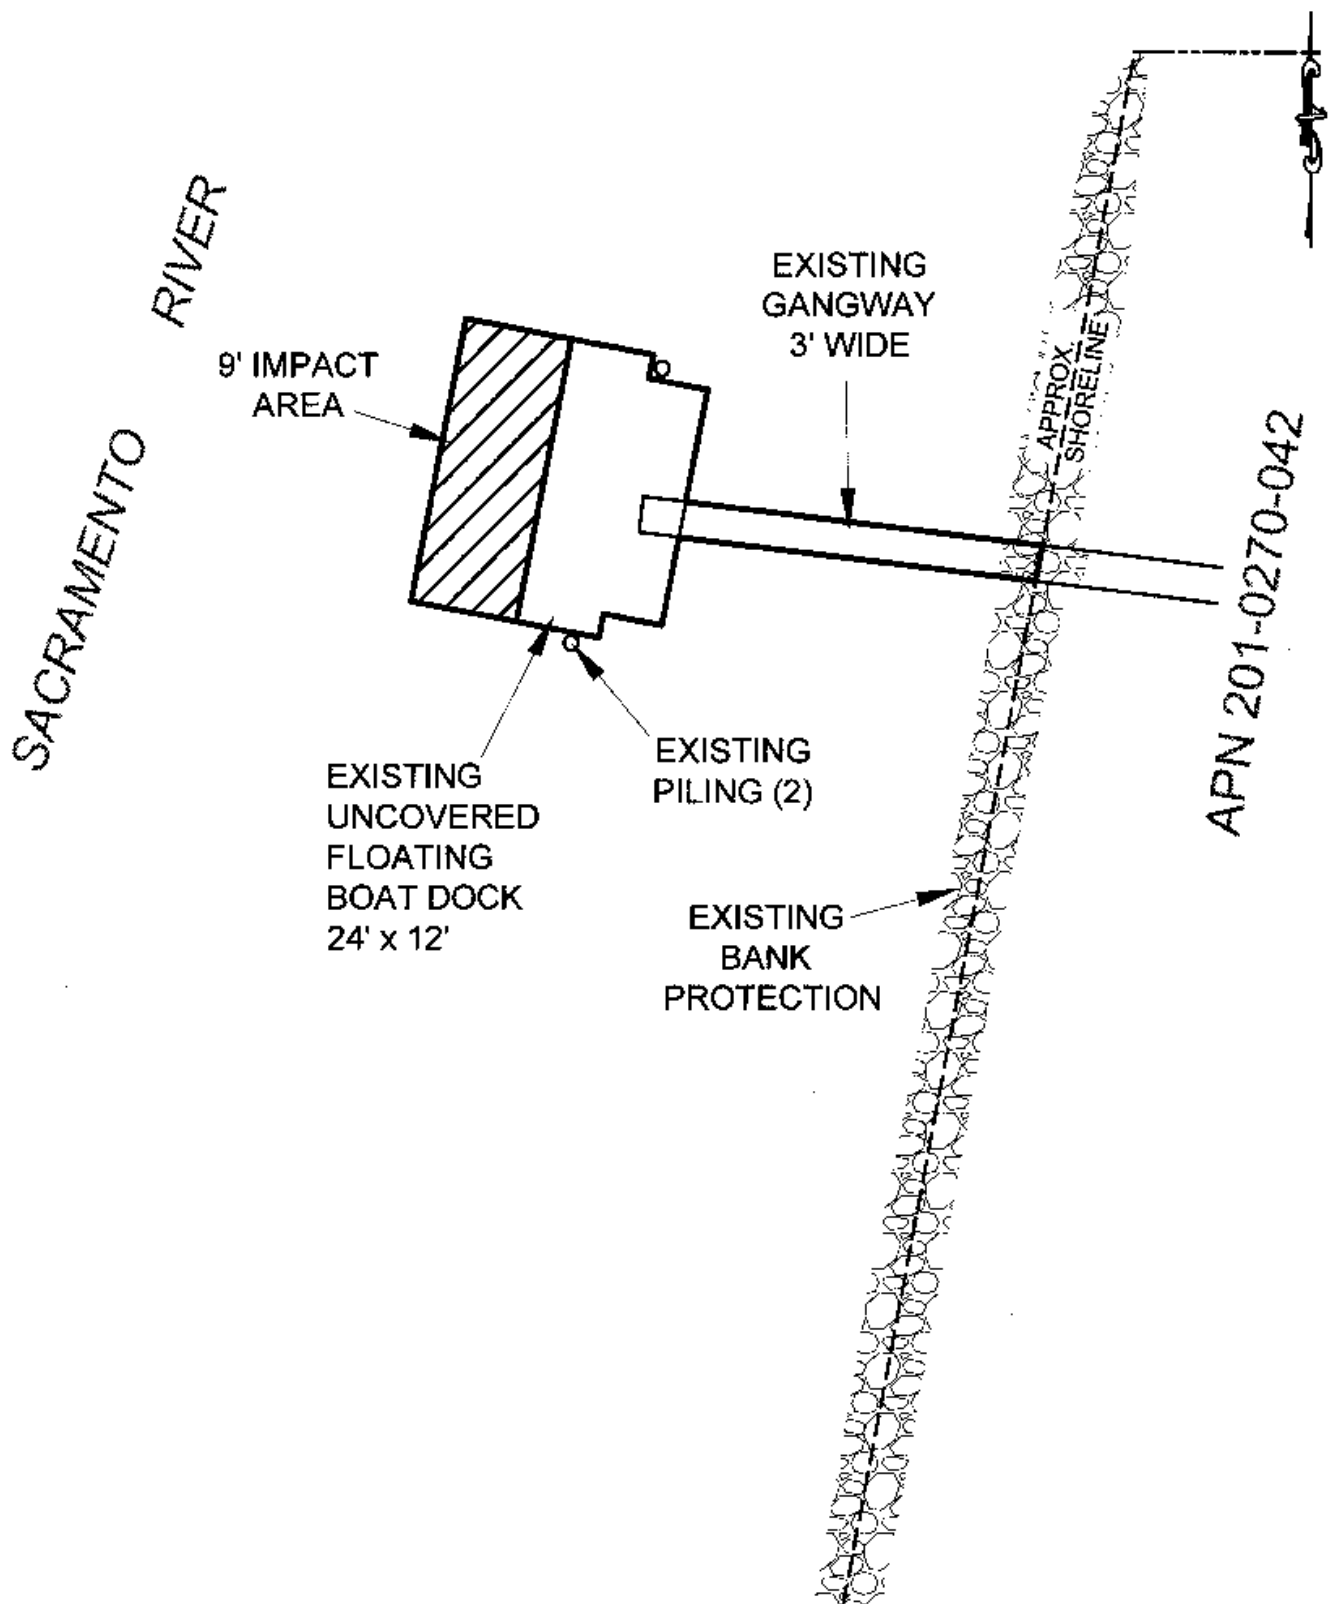 SACRAMENTO RIVER
9' IMPACT
AREA
EXISTING
GANGWAY
3' WIDE
APPROX
SHORELINE
APN 201-0270-042
EXISTING
UNCOVERED
FLOATING
BOAT DOCK
24' x 12'
EXISTING
PILING (2)
EXISTING
BANK
PROTECTION